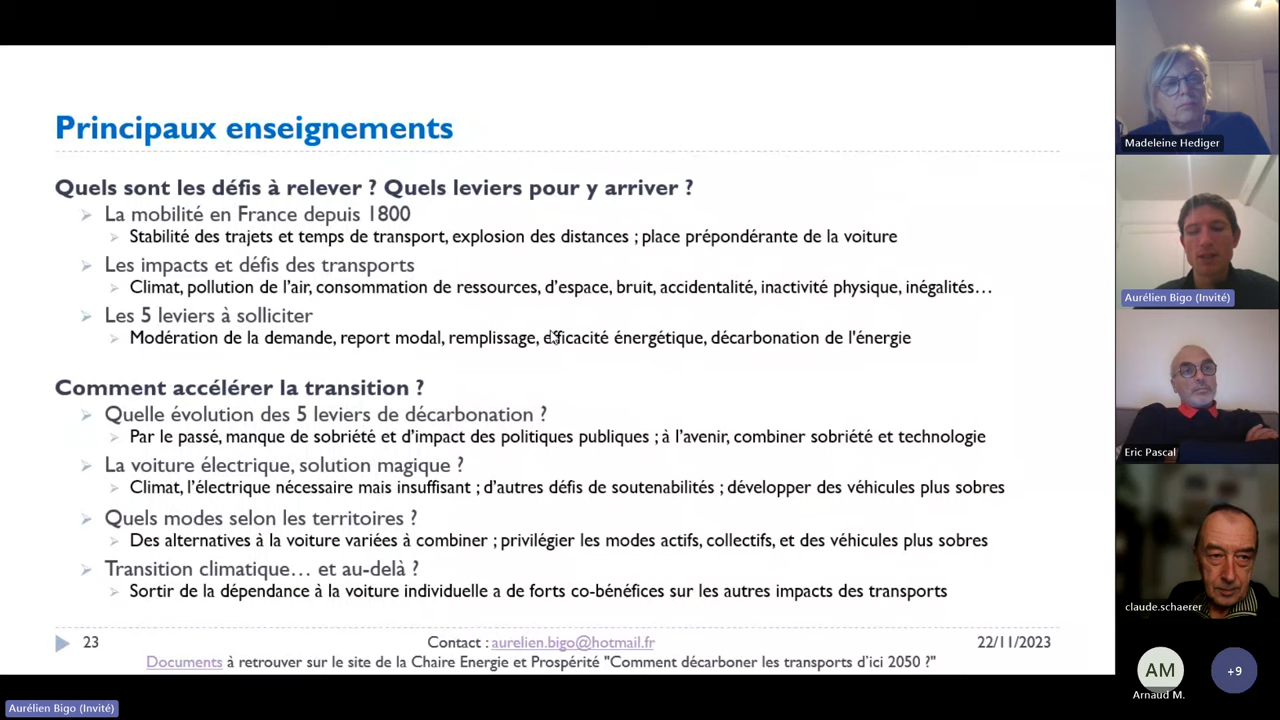 Principaux enseignements
Quels sont les défis à relever ? Quels leviers pour y arriver ?
La mobilité en France depuis 1800
Stabilité des trajets et temps de transport, explosion des distances ; place prépondérante de la voiture
Les impacts et défis des transports
Climat, pollution de l'air, consommation de ressources, d'espace, bruit, accidentalité, inactivité physique, inégalités…
Les 5 leviers à solliciter
Modération de la demande, report modal, remplissage, efficacité énergétique, décarbonation de l'énergie
Comment accélérer la transition ?
Quelle évolution des 5 leviers de décarbonation ?
Par le passé, manque de sobriété et d'impact des politiques publiques ; à l'avenir, combiner sobriété et technologie
La voiture électrique, solution magique ?
Climat, l'électrique nécessaire mais insuffisant ; d'autres défis de soutenabilités ; développer des véhicules plus sobres
Quels modes selon les territoires ?
Des alternatives à la voiture variées à combiner ; privilégier les modes actifs, collectifs, et des véhicules plus sobres
Transition climatique… et au-delà ?
Sortir de la dépendance à la voiture individuelle a de forts co-bénéfices sur les autres impacts des transports
23
Contact : aurelien.bigo@hotmail.fr
22/11/2023
Documents à retrouver sur le site de la Chaire Energie et Prospérité "Comment décarboner les transports d'ici 2050 ?"
Madeleine Hediger
Aurélien Bigo (Invité)
Eric Pascal
claude.schaerer
AM
+9
Arnaud M.
Aurélien Bigo (Invité)